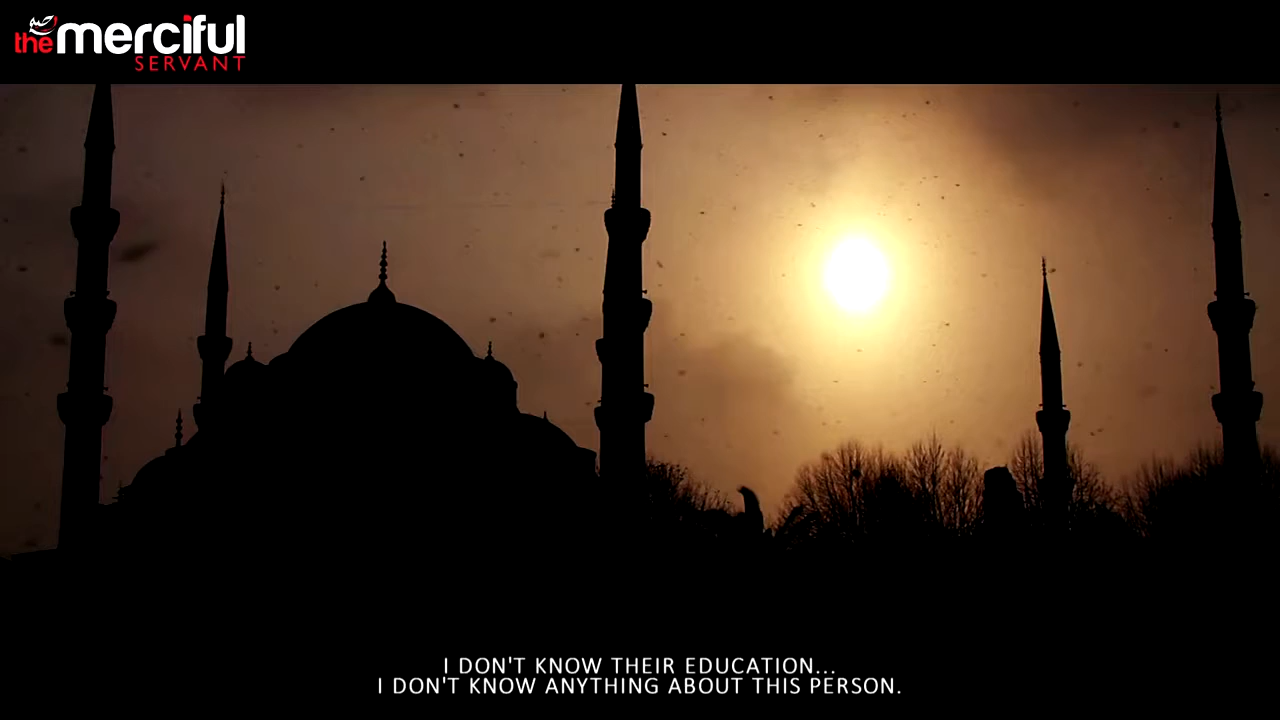 the merciful
SERVANT
I DON'T KNOW THEIR EDUCATION...
I DON'T KNOW ANYTHING ABOUT THIS PERSON.